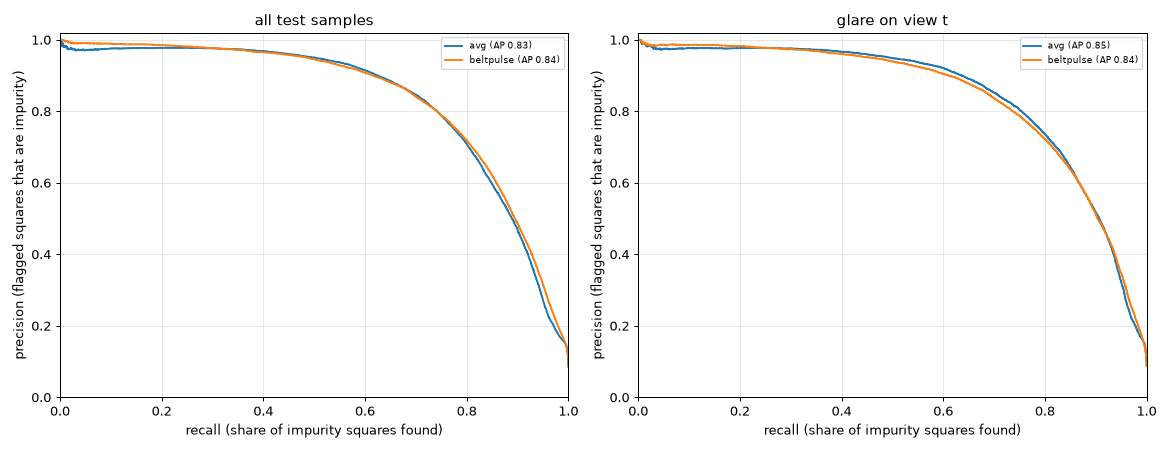 all test samples
avg (AP 0.83)
beltpulse (AP 0.84)
precision (flagged squares that are impurity)
1.0
0.8
0.6
0.4
0.2
0.0
0.0 0.2 0.4 0.6 0.8 1.0
recall (share of impurity squares found)
glare on view t
avg (AP 0.85)
beltpulse (AP 0.84)
precision (flagged squares that are impurity)
1.0
0.8
0.6
0.4
0.2
0.0
0.0 0.2 0.4 0.6 0.8 1.0
recall (share of impurity squares found)